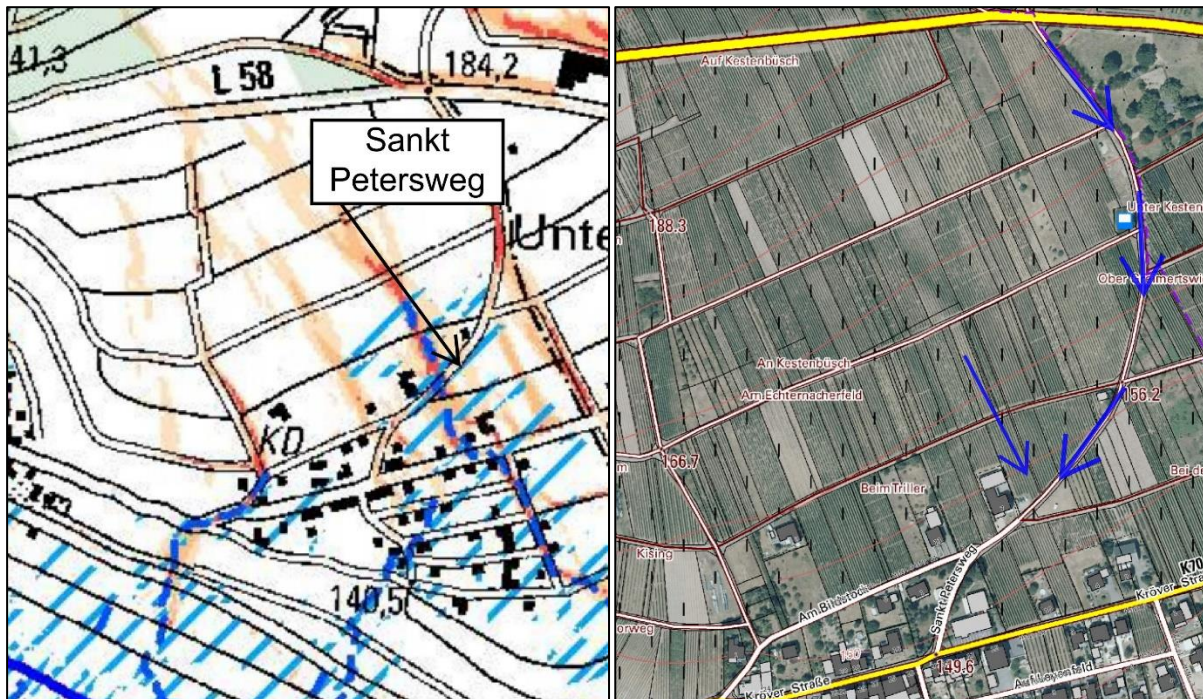 41,3
L 58
184,2
Sankt
Petersweg
Unte
KD
140,5
Auf Kestenbüsch
188.3
Unter Kesten
An Kestenbüsch
Am Echternacherfeld
156.2
156.7
Beim Triller
Kising
Am Bildstock
Sankt-Petersweg
K70
Kröver Straße
149.6
Kröver Straße
Auf Leyenfeld
orweg